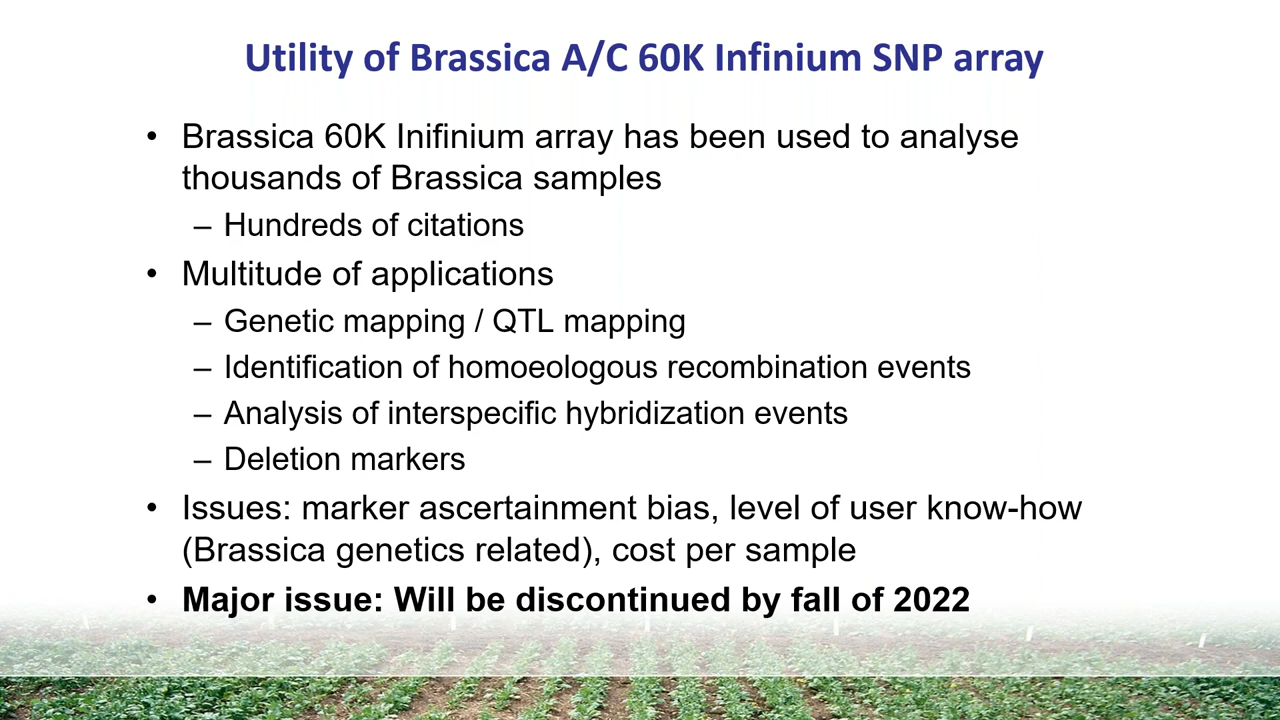 Utility of Brassica A/C 60K Infinium SNP array
• Brassica 60K Inifinium array has been used to analyse
thousands of Brassica samples
– Hundreds of citations
• Multitude of applications
– Genetic mapping / QTL mapping
– Identification of homoeologous recombination events
– Analysis of interspecific hybridization events
– Deletion markers
• Issues: marker ascertainment bias, level of user know-how
(Brassica genetics related), cost per sample
• Major issue: Will be discontinued by fall of 2022